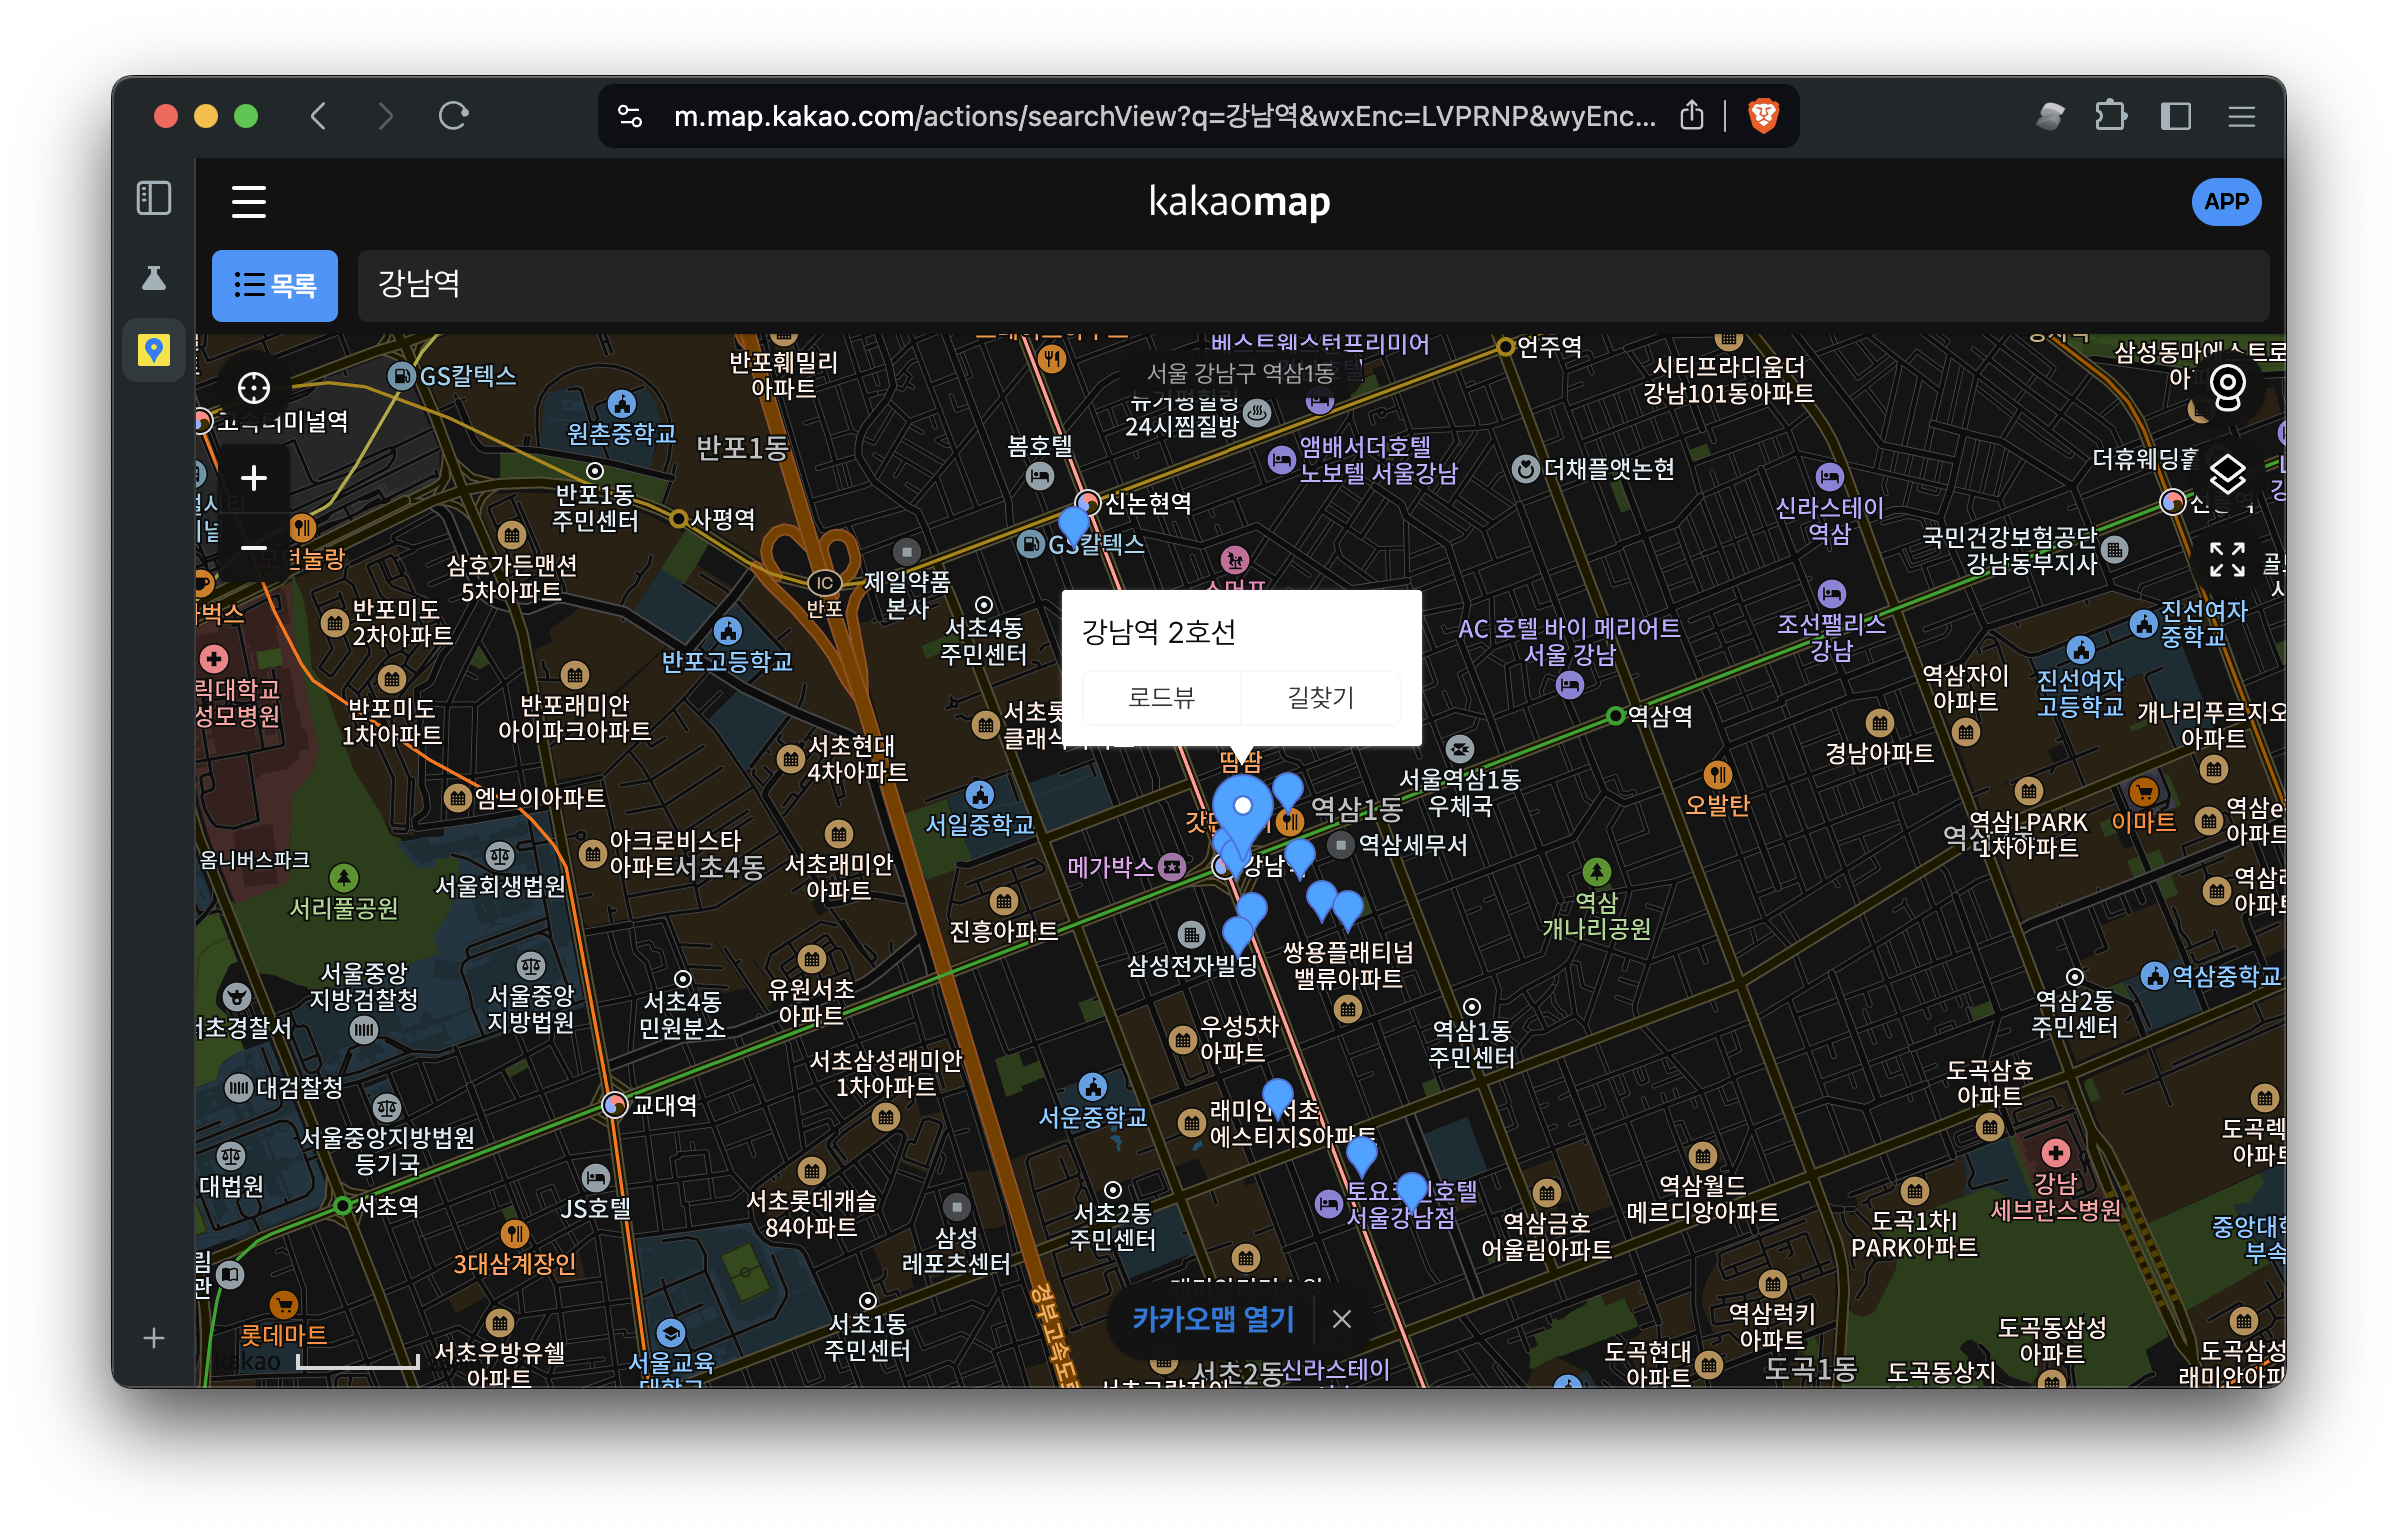 m.map.kakao.com/actions/searchView?q=강남역&wxEnc=LVPRNP&wyEnc...
kakaomap
APP
목록
강남역
베스트웨스턴프리미어
언주역
서울 강남구 역삼1동
반포훼밀리
아파트
시티프라디움더
강남101동아파트
GS칼텍스
고속터미널역
원촌중학교
반포1동
24시찜질방
봄호텔
앰배서더호텔
노보텔 서울강남
더채플앳논현
더휴웨딩홀
반포1동
주민센터
사평역
신논현역
GS칼텍스
신라스테이
역삼
국민건강보험공단
강남동부지사
삼호가든맨션
5차아파트
IC
반포
제일약품
본사
반포미도
2차아파트
서초4동
주민센터
반포고등학교
강남역 2호선
로드뷰
길찾기
AC 호텔 바이 메리어트
서울 강남
조선팰리스
강남
진선여자
중학교
진선여자
고등학교
역삼자이
아파트
릭대학교
성모병원
반포미도
1차아파트
반포래미안
아이파크아파트
역삼역
개나리푸르지오
아파트
경남아파트
서초현대
4차아파트
땀땀
서울역삼1동
우체국
오발탄
엠브이아파트
서일중학교
역삼1동
역삼I PARK
1차아파트
이마트
아크로비스타
아파트
서초4동
서초래미안
아파트
메가박스
강남역
역삼세무서
옴니버스파크
서울회생법원
서리풀공원
역삼
개나리공원
진흥아파트
삼성전자빌딩
쌍용플래티넘
밸류아파트
서울중앙
지방검찰청
서울중앙
지방법원
서초4동
민원분소
유원서초
아파트
서초경찰서
우성5차
아파트
역삼1동
주민센터
역삼2동
주민센터
역삼중학교
대검찰청
서초삼성래미안
1차아파트
교대역
서운중학교
래미안서초
에스티지S아파트
도곡삼호
아파트
서울중앙지방법원
등기국
대법원
서초역
JS호텔
서초롯데캐슬
84아파트
삼성
레포츠센터
서초2동
주민센터
서울강남점
역삼금호
어울림아파트
역삼월드
메르디앙아파트
도곡1차I
PARK아파트
강남
세브란스병원
3대삼계장인
롯데마트
서초우방유쉘
아파트
서울교육
대학교
서초1동
주민센터
경부고속도로
카카오맵 열기
서초2동
신라스테이
역삼럭키
아파트
도곡현대
아파트
도곡1동
도곡동삼성
아파트
kakao